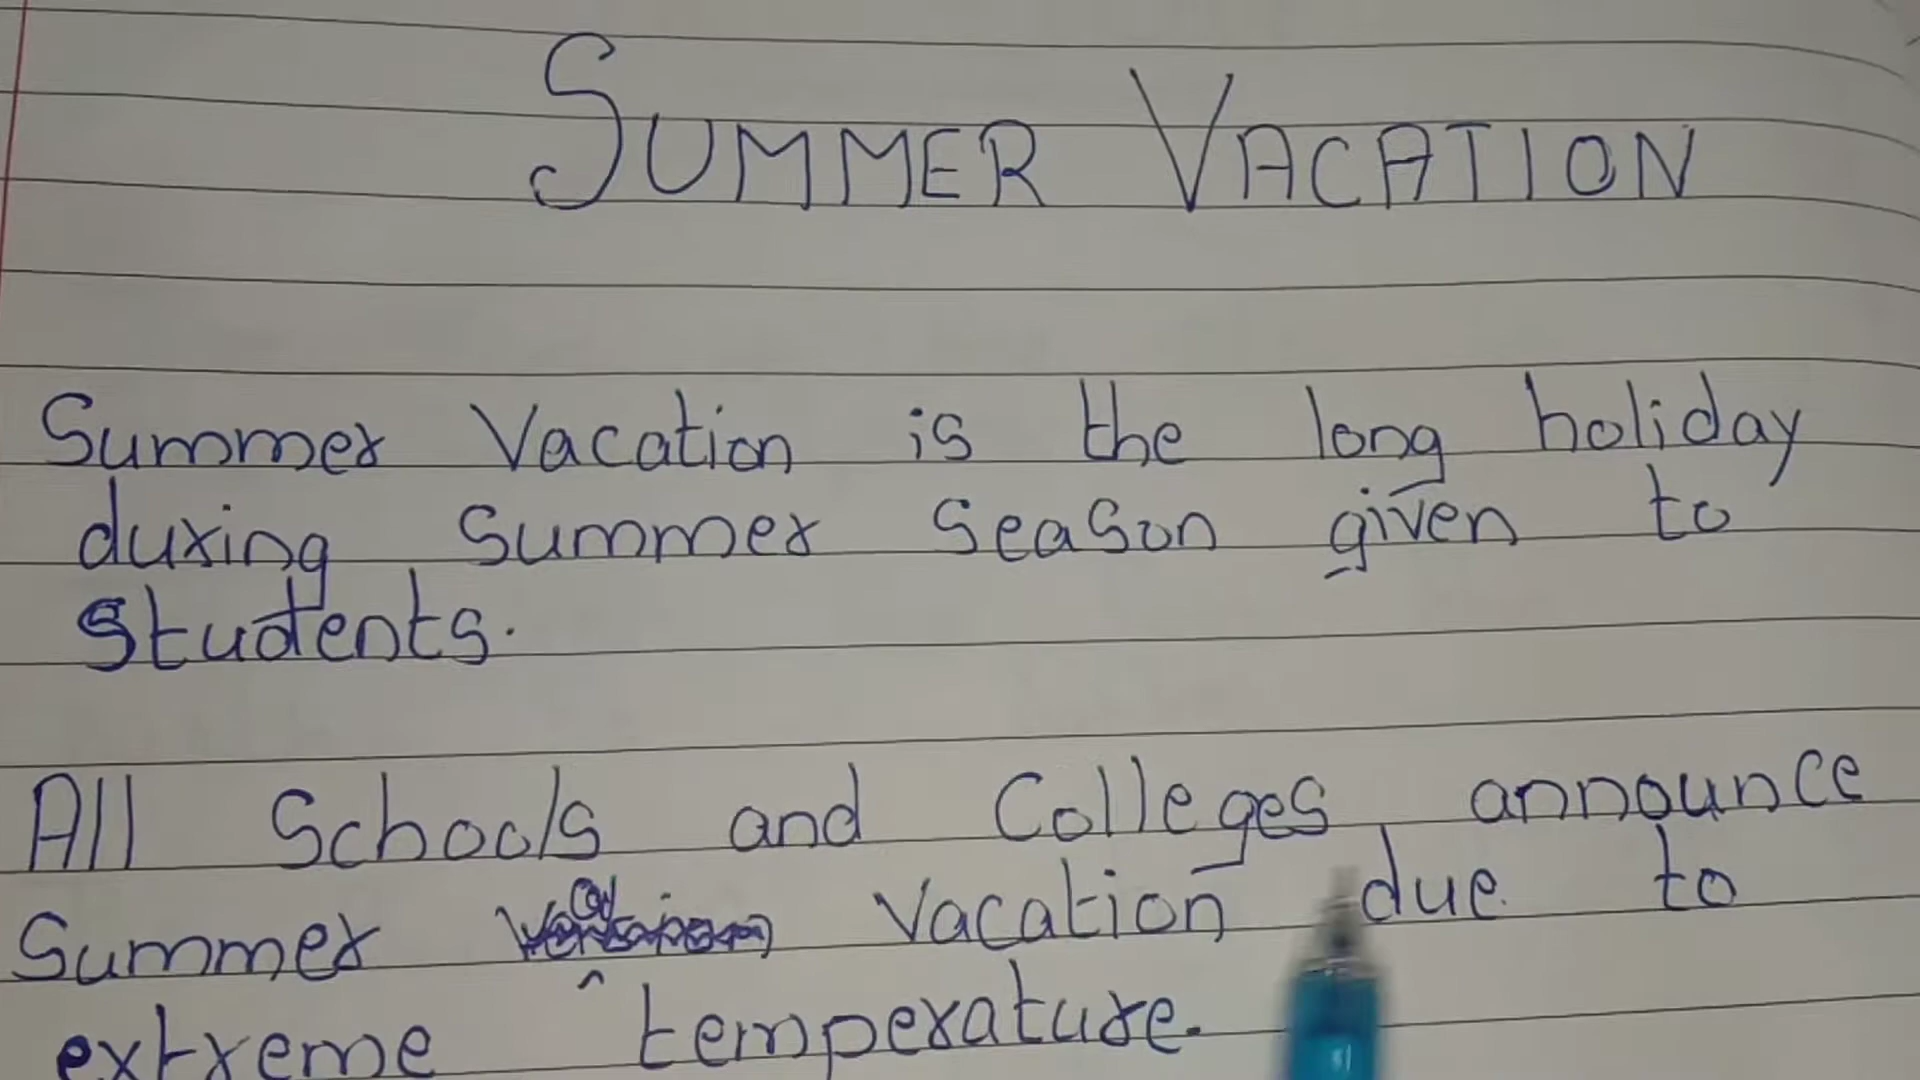 SUMMER VACATION
Summer Vacation is the long holiday
during Summer Season given to
Students.
All Schools and Colleges announce
Summer Vacation due to
extreme temperature.